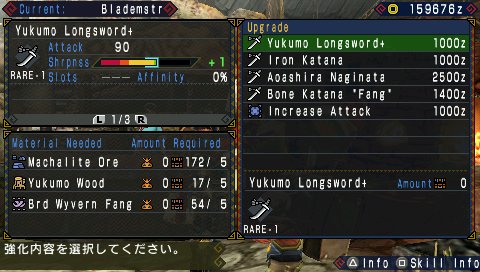 Current: Blademstr
159676z
Yukumo Longsword+
Attack 90
Shrpnss +1
RARE-1 Slots --- Affinity 0%
L 1/3 R
Material Needed Amount Required
Machalite Ore 0 172/ 5
Yukumo Wood 0 17/ 5
Brd Wyvern Fang 0 54/ 5
Upgrade
Yukumo Longsword+ 1000z
Iron Katana 1000z
Aoashira Naginata 2500z
Bone Katana "Fang" 1400z
Increase Attack 1000z
Yukumo Longsword+ Amount 0
RARE-1
強化内容を選択してください。
Info Skill Info